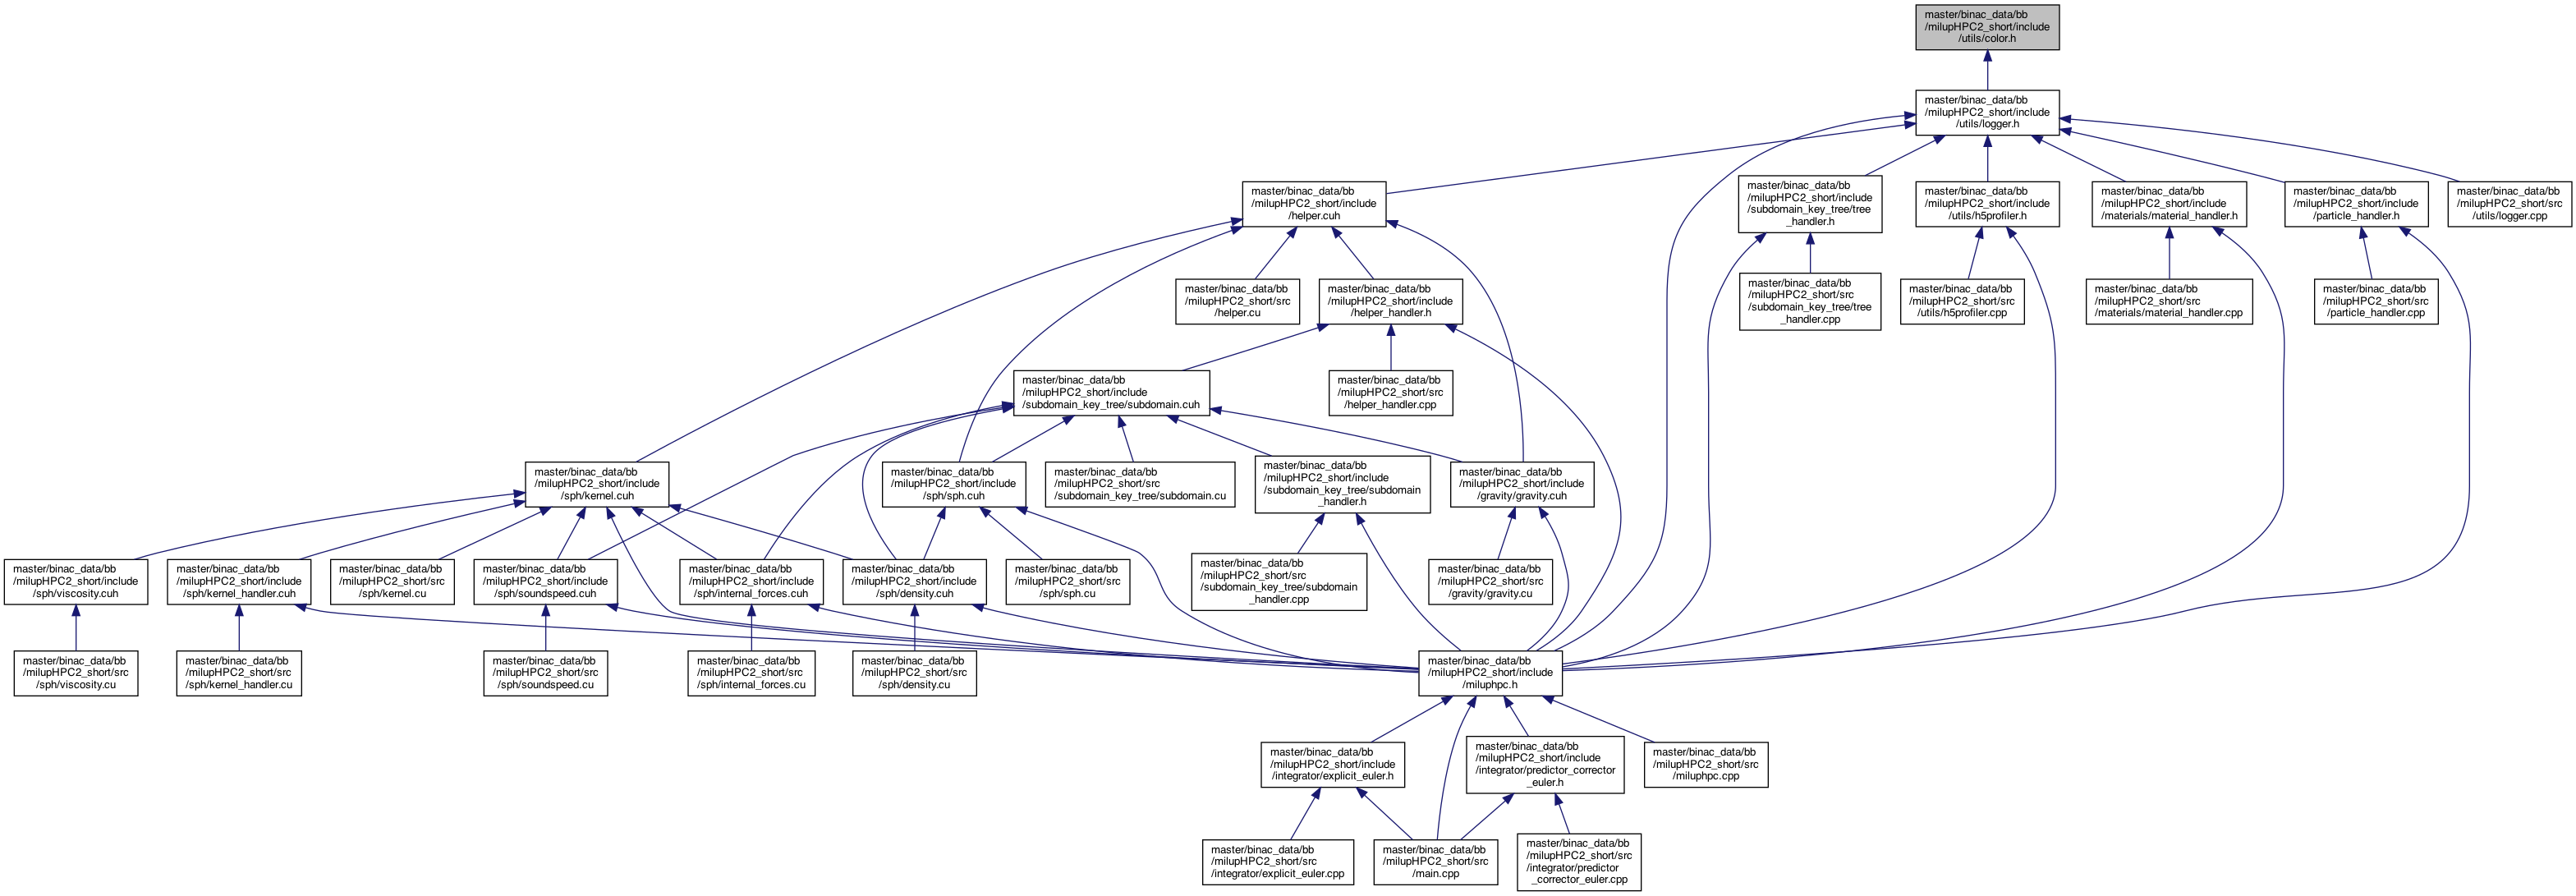 master/binac_data/bb
/milupHPC2_short/include
/utils/color.h
master/binac_data/bb
/milupHPC2_short/include
/utils/logger.h
master/binac_data/bb
/milupHPC2_short/include
/helper.cuh
master/binac_data/bb
/milupHPC2_short/include
/subdomain_key_tree/tree
_handler.h
master/binac_data/bb
/milupHPC2_short/include
/utils/h5profiler.h
master/binac_data/bb
/milupHPC2_short/include
/materials/material_handler.h
master/binac_data/bb
/milupHPC2_short/include
/particle_handler.h
master/binac_data/bb
/milupHPC2_short/src
/utils/logger.cpp
master/binac_data/bb
/milupHPC2_short/src
/helper.cu
master/binac_data/bb
/milupHPC2_short/include
/helper_handler.h
master/binac_data/bb
/milupHPC2_short/src
/subdomain_key_tree/tree
_handler.cpp
master/binac_data/bb
/milupHPC2_short/src
/utils/h5profiler.cpp
master/binac_data/bb
/milupHPC2_short/src
/materials/material_handler.cpp
master/binac_data/bb
/milupHPC2_short/src
/particle_handler.cpp
master/binac_data/bb
/milupHPC2_short/include
/subdomain_key_tree/subdomain.cuh
master/binac_data/bb
/milupHPC2_short/src
/helper_handler.cpp
master/binac_data/bb
/milupHPC2_short/include
/sph/kernel.cuh
master/binac_data/bb
/milupHPC2_short/include
/sph/sph.cuh
master/binac_data/bb
/milupHPC2_short/src
/subdomain_key_tree/subdomain.cu
master/binac_data/bb
/milupHPC2_short/include
/subdomain_key_tree/subdomain
_handler.h
master/binac_data/bb
/milupHPC2_short/include
/gravity/gravity.cuh
master/binac_data/bb
/milupHPC2_short/include
/sph/viscosity.cuh
master/binac_data/bb
/milupHPC2_short/include
/sph/kernel_handler.cuh
master/binac_data/bb
/milupHPC2_short/src
/sph/kernel.cu
master/binac_data/bb
/milupHPC2_short/include
/sph/soundspeed.cuh
master/binac_data/bb
/milupHPC2_short/include
/sph/internal_forces.cuh
master/binac_data/bb
/milupHPC2_short/include
/sph/density.cuh
master/binac_data/bb
/milupHPC2_short/src
/sph/sph.cu
master/binac_data/bb
/milupHPC2_short/src
/subdomain_key_tree/subdomain
_handler.cpp
master/binac_data/bb
/milupHPC2_short/src
/gravity/gravity.cu
master/binac_data/bb
/milupHPC2_short/src
/sph/viscosity.cu
master/binac_data/bb
/milupHPC2_short/src
/sph/kernel_handler.cu
master/binac_data/bb
/milupHPC2_short/src
/sph/soundspeed.cu
master/binac_data/bb
/milupHPC2_short/src
/sph/internal_forces.cu
master/binac_data/bb
/milupHPC2_short/src
/sph/density.cu
master/binac_data/bb
/milupHPC2_short/include
/miluphpc.h
master/binac_data/bb
/milupHPC2_short/include
/integrator/explicit_euler.h
master/binac_data/bb
/milupHPC2_short/include
/integrator/predictor_corrector
_euler.h
master/binac_data/bb
/milupHPC2_short/src
/miluphpc.cpp
master/binac_data/bb
/milupHPC2_short/src
/integrator/explicit_euler.cpp
master/binac_data/bb
/milupHPC2_short/src
/main.cpp
master/binac_data/bb
/milupHPC2_short/src
/integrator/predictor
_corrector_euler.cpp